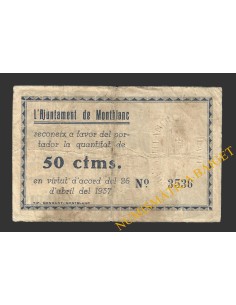 L'Ajuntament de Montblanc
reconeix a favor del por-
tador la quantitat de
50 ctms.
en virtut d'acord del 26
d'abril de 1937
Nº 3536